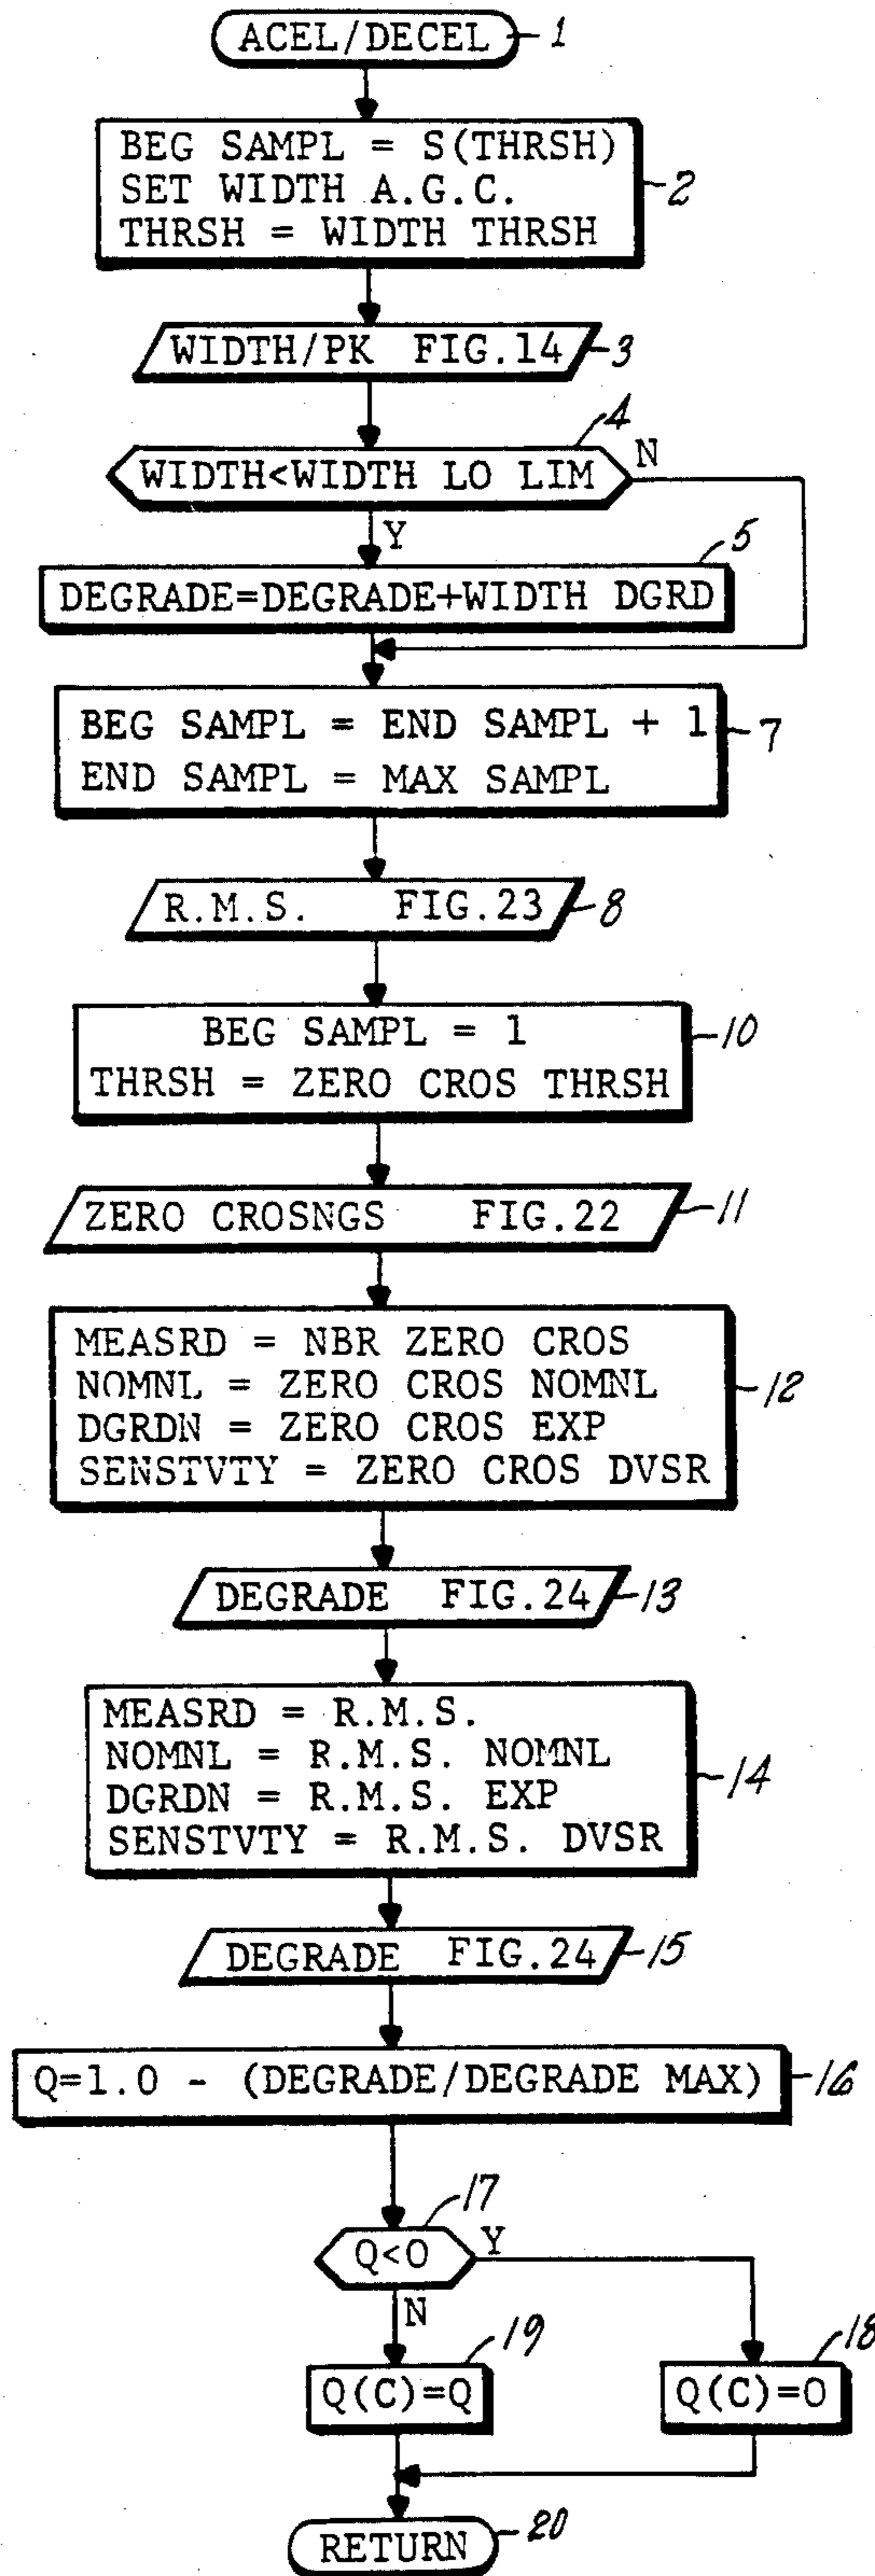 ACEL/DECEL 1
BEG SAMPL = S(THRSH)
SET WIDTH A.G.C.
THRSH = WIDTH THRSH
2
WIDTH/PK FIG.14 3
4
WIDTH<WIDTH LO LIM N
Y
5
DEGRADE=DEGRADE+WIDTH DGRD
BEG SAMPL = END SAMPL + 1
END SAMPL = MAX SAMPL
7
R.M.S. FIG.23 8
BEG SAMPL = 1
THRSH = ZERO CROS THRSH
10
ZERO CROSNGS FIG.22 11
MEASRD = NBR ZERO CROS
NOMNL = ZERO CROS NOMNL
DGRDN = ZERO CROS EXP
SENSTVTY = ZERO CROS DVSR
12
DEGRADE FIG.24 13
MEASRD = R.M.S.
NOMNL = R.M.S. NOMNL
DGRDN = R.M.S. EXP
SENSTVTY = R.M.S. DVSR
14
DEGRADE FIG.24 15
Q=1.0 - (DEGRADE/DEGRADE MAX) 16
17
Q<0 Y
N
19 18
Q(C)=Q Q(C)=0
RETURN 20